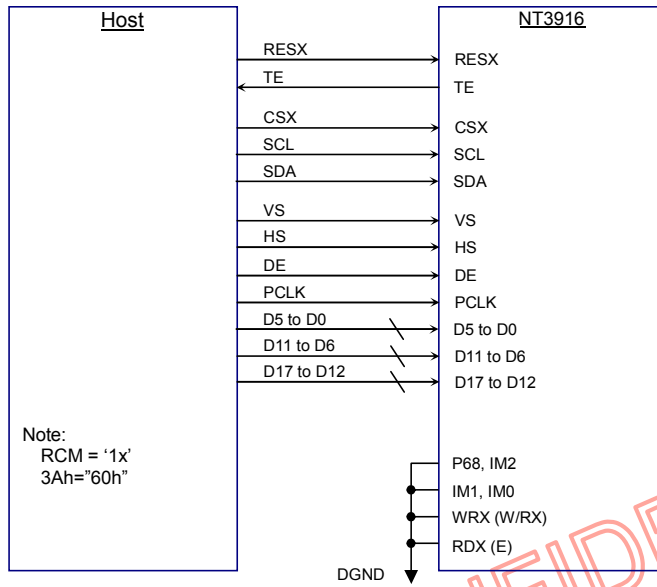 Host
NT3916
RESX
RESX
TE
TE
CSX
CSX
SCL
SCL
SDA
SDA
VS
VS
HS
HS
DE
DE
PCLK
PCLK
D5 to D0
D5 to D0
D11 to D6
D11 to D6
D17 to D12
D17 to D12
Note:
RCM = ‘1x’
3Ah=”60h”
P68, IM2
IM1, IM0
WRX (W/RX)
RDX (E)
DGND